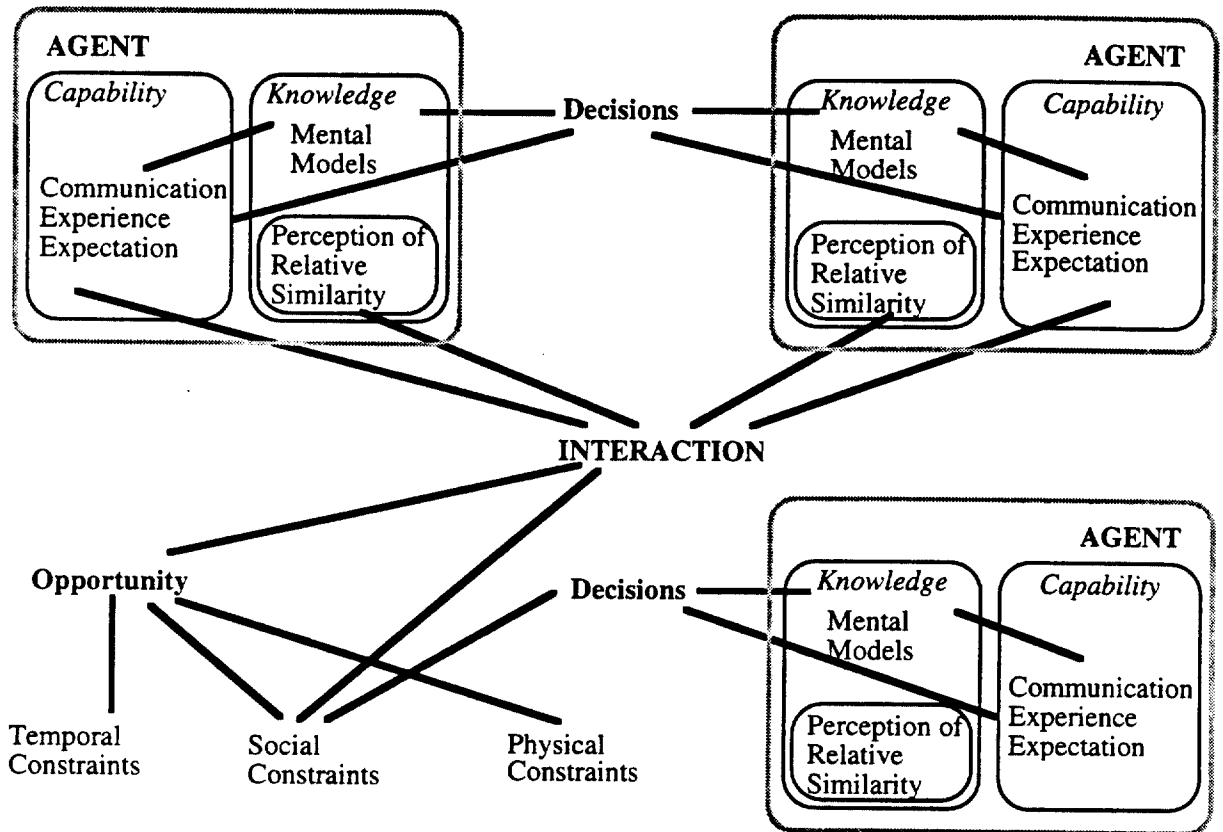 AGENT
Capability
Communication
Experience
Expectation
Knowledge
Mental
Models
Perception of
Relative
Similarity
Decisions
AGENT
Knowledge
Mental
Models
Perception of
Relative
Similarity
Capability
Communication
Experience
Expectation
INTERACTION
Opportunity
Decisions
Temporal
Constraints
Social
Constraints
Physical
Constraints
AGENT
Knowledge
Mental
Models
Perception of
Relative
Similarity
Capability
Communication
Experience
Expectation